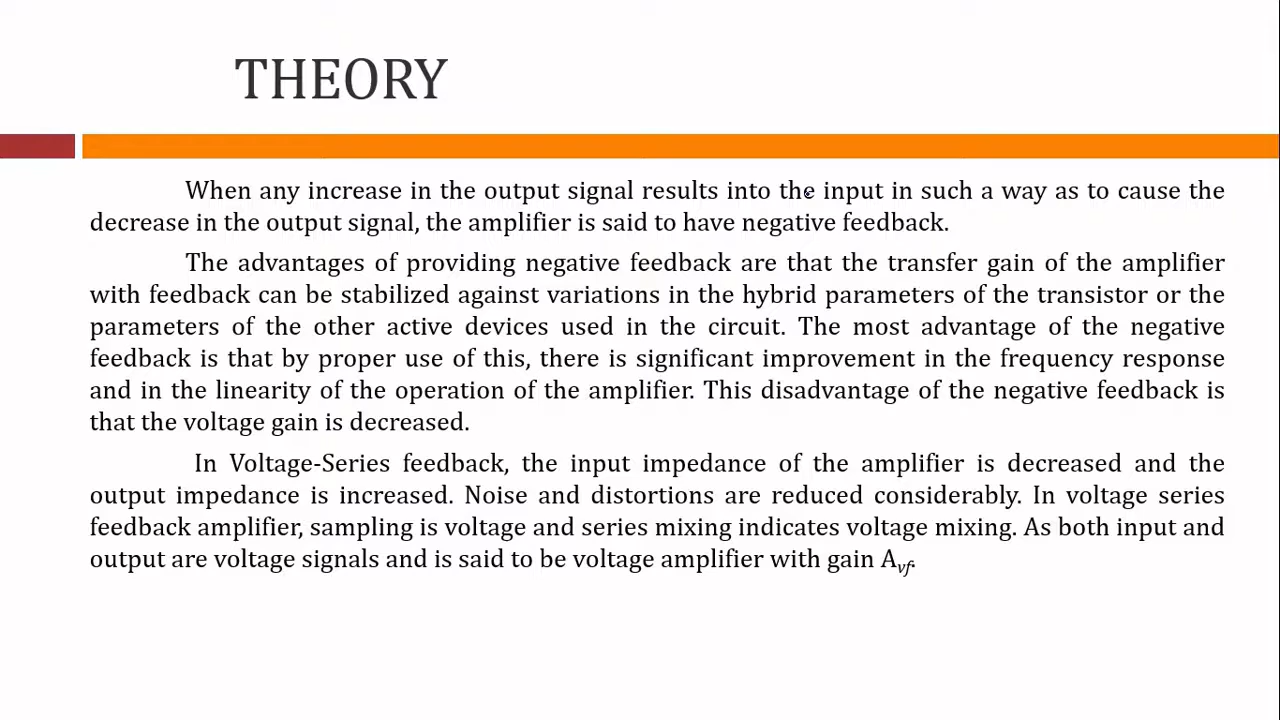 THEORY
When any increase in the output signal results into the input in such a way as to cause the
decrease in the output signal, the amplifier is said to have negative feedback.
The advantages of providing negative feedback are that the transfer gain of the amplifier
with feedback can be stabilized against variations in the hybrid parameters of the transistor or the
parameters of the other active devices used in the circuit. The most advantage of the negative
feedback is that by proper use of this, there is significant improvement in the frequency response
and in the linearity of the operation of the amplifier. This disadvantage of the negative feedback is
that the voltage gain is decreased.
In Voltage-Series feedback, the input impedance of the amplifier is decreased and the
output impedance is increased. Noise and distortions are reduced considerably. In voltage series
feedback amplifier, sampling is voltage and series mixing indicates voltage mixing. As both input and
output are voltage signals and is said to be voltage amplifier with gain Avf.